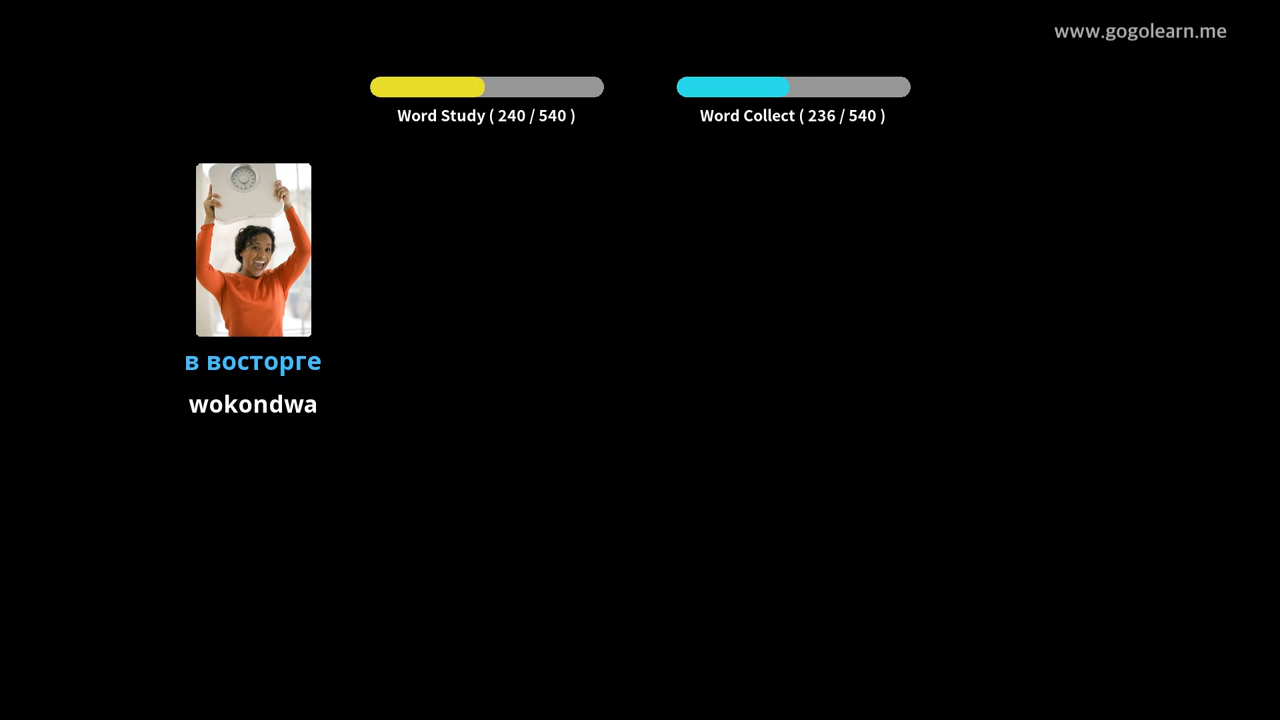 www.gogolearn.me
Word Study ( 240 / 540 )
Word Collect ( 236 / 540 )
в восторге
wokondwa